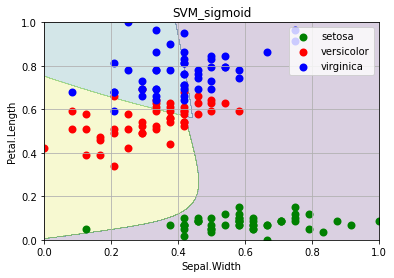 SVM_sigmoid
1.0
0.8
0.6
0.4
0.2
0.0
Petal.Length
setosa
versicolor
virginica
0.0 0.2 0.4 0.6 0.8 1.0
Sepal.Width